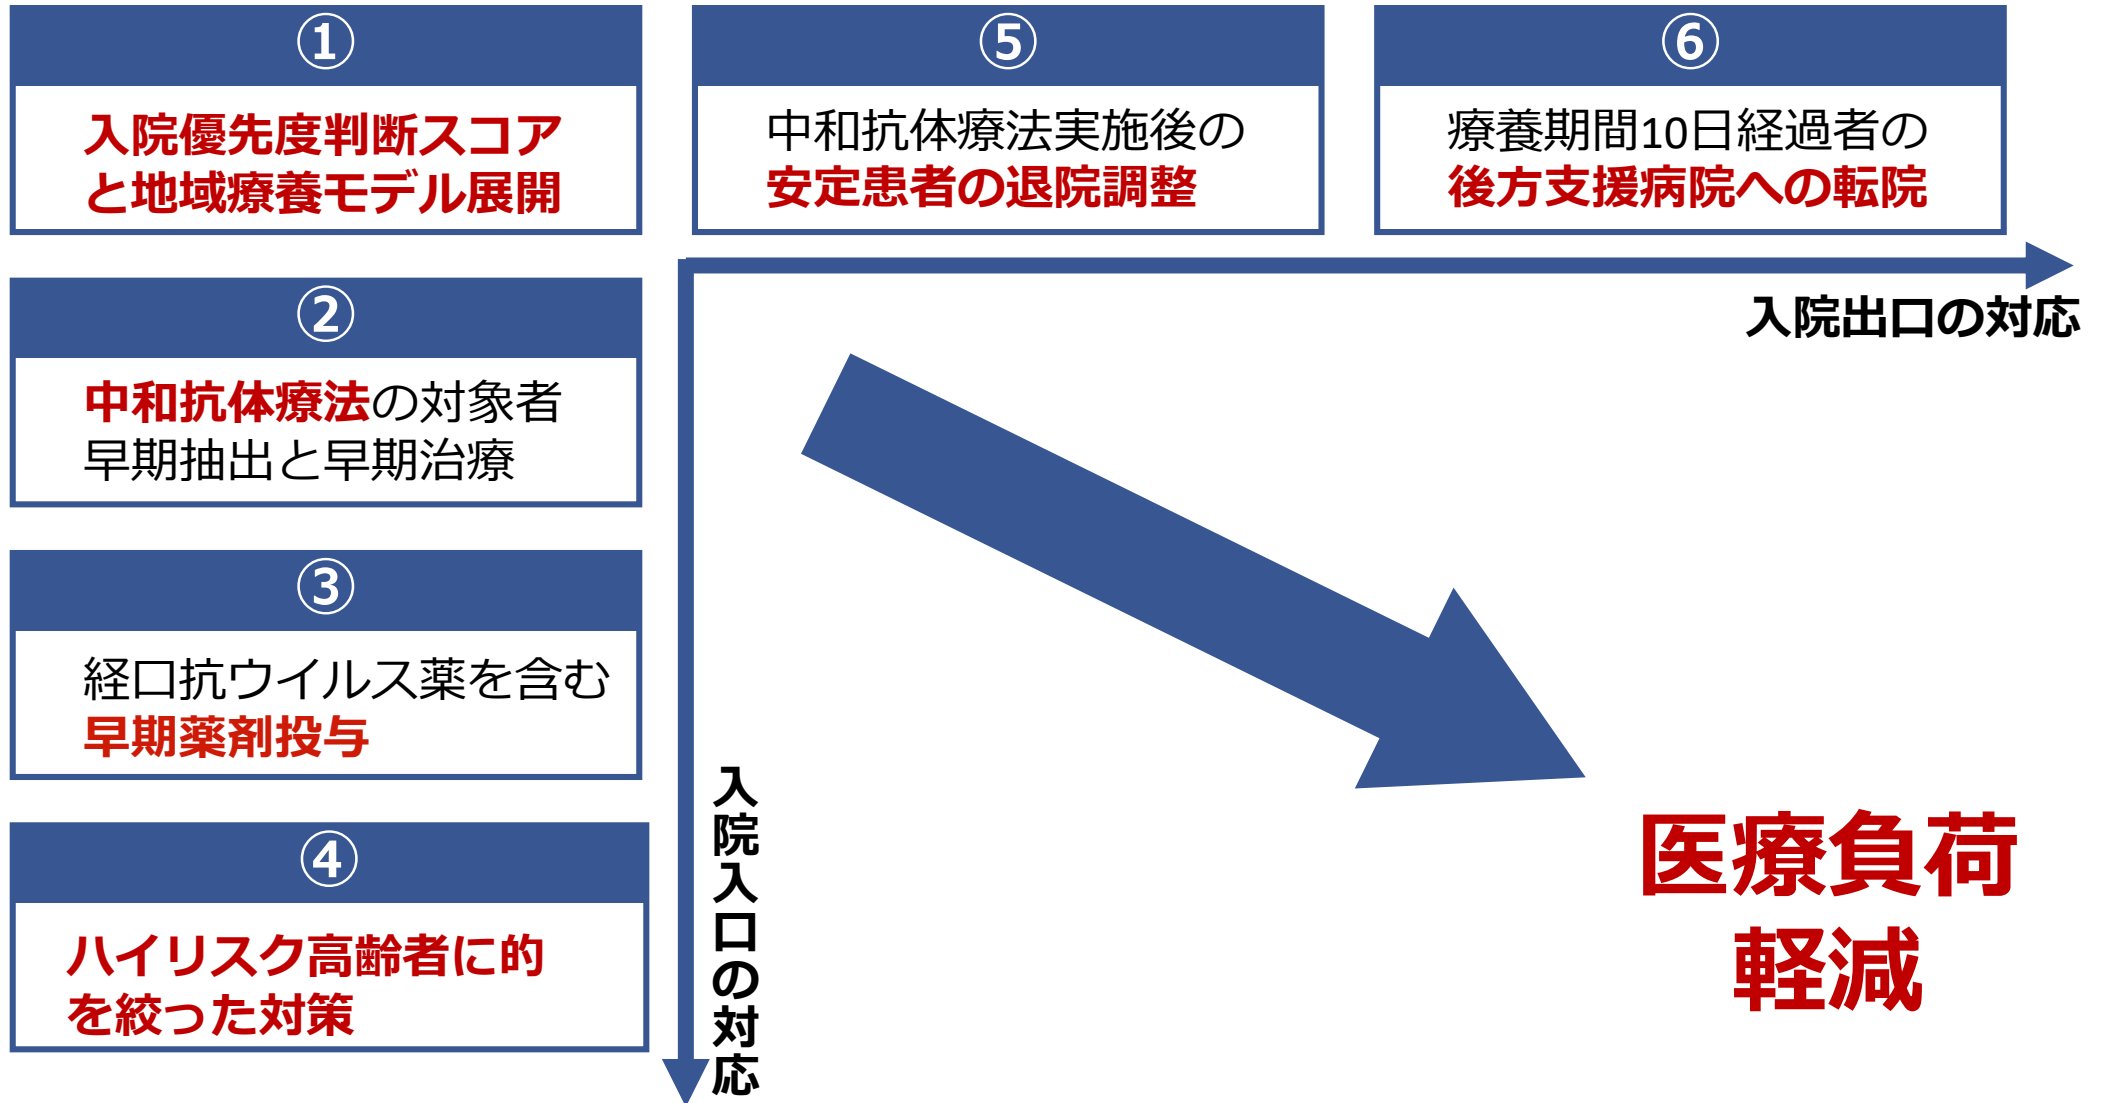 ①
入院優先度判断スコア
と地域療養モデル展開
⑤
中和抗体療法実施後の
安定患者の退院調整
⑥
療養期間10日経過者の
後方支援病院への転院
入院出口の対応
②
中和抗体療法の対象者
早期抽出と早期治療
③
経口抗ウイルス薬を含む
早期薬剤投与
④
ハイリスク高齢者に的
を絞った対策
入院入口の対応
医療負荷
軽減